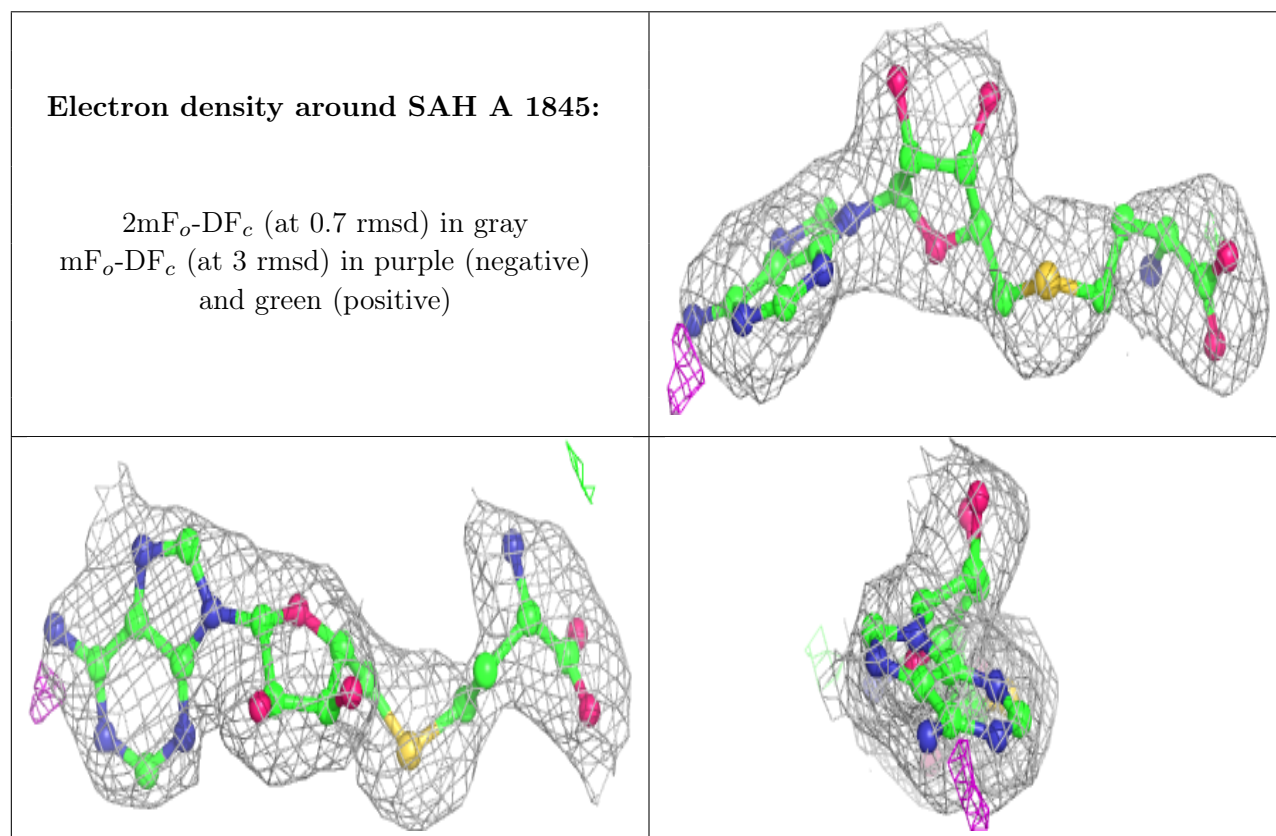 Electron density around SAH A 1845:
2mFₒ-DF𝒸 (at 0.7 rmsd) in gray
mFₒ-DF𝒸 (at 3 rmsd) in purple (negative)
and green (positive)